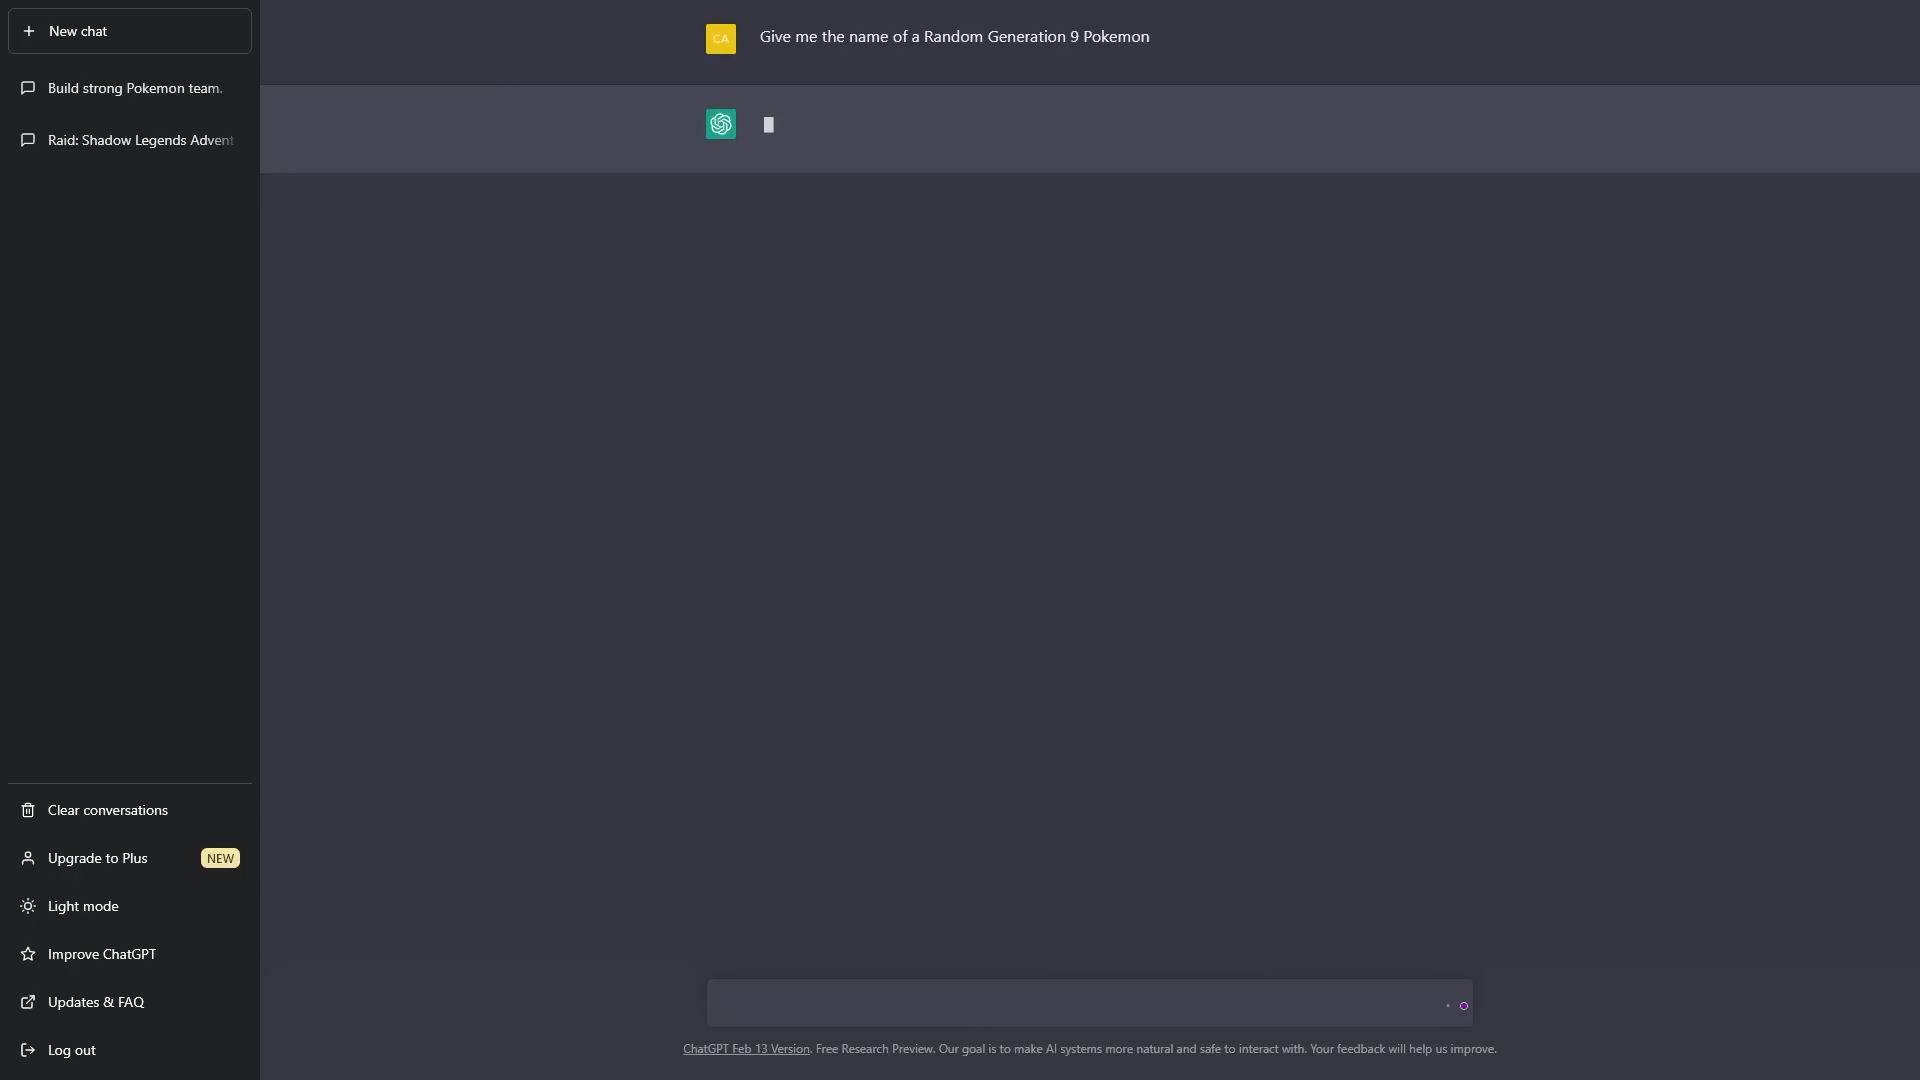 New chat
Build strong Pokemon team.
Raid: Shadow Legends Advent
Clear conversations
Upgrade to Plus NEW
Light mode
Improve ChatGPT
Updates & FAQ
Log out
CA Give me the name of a Random Generation 9 Pokemon
ChatGPT Feb 13 Version. Free Research Preview. Our goal is to make AI systems more natural and safe to interact with. Your feedback will help us improve.